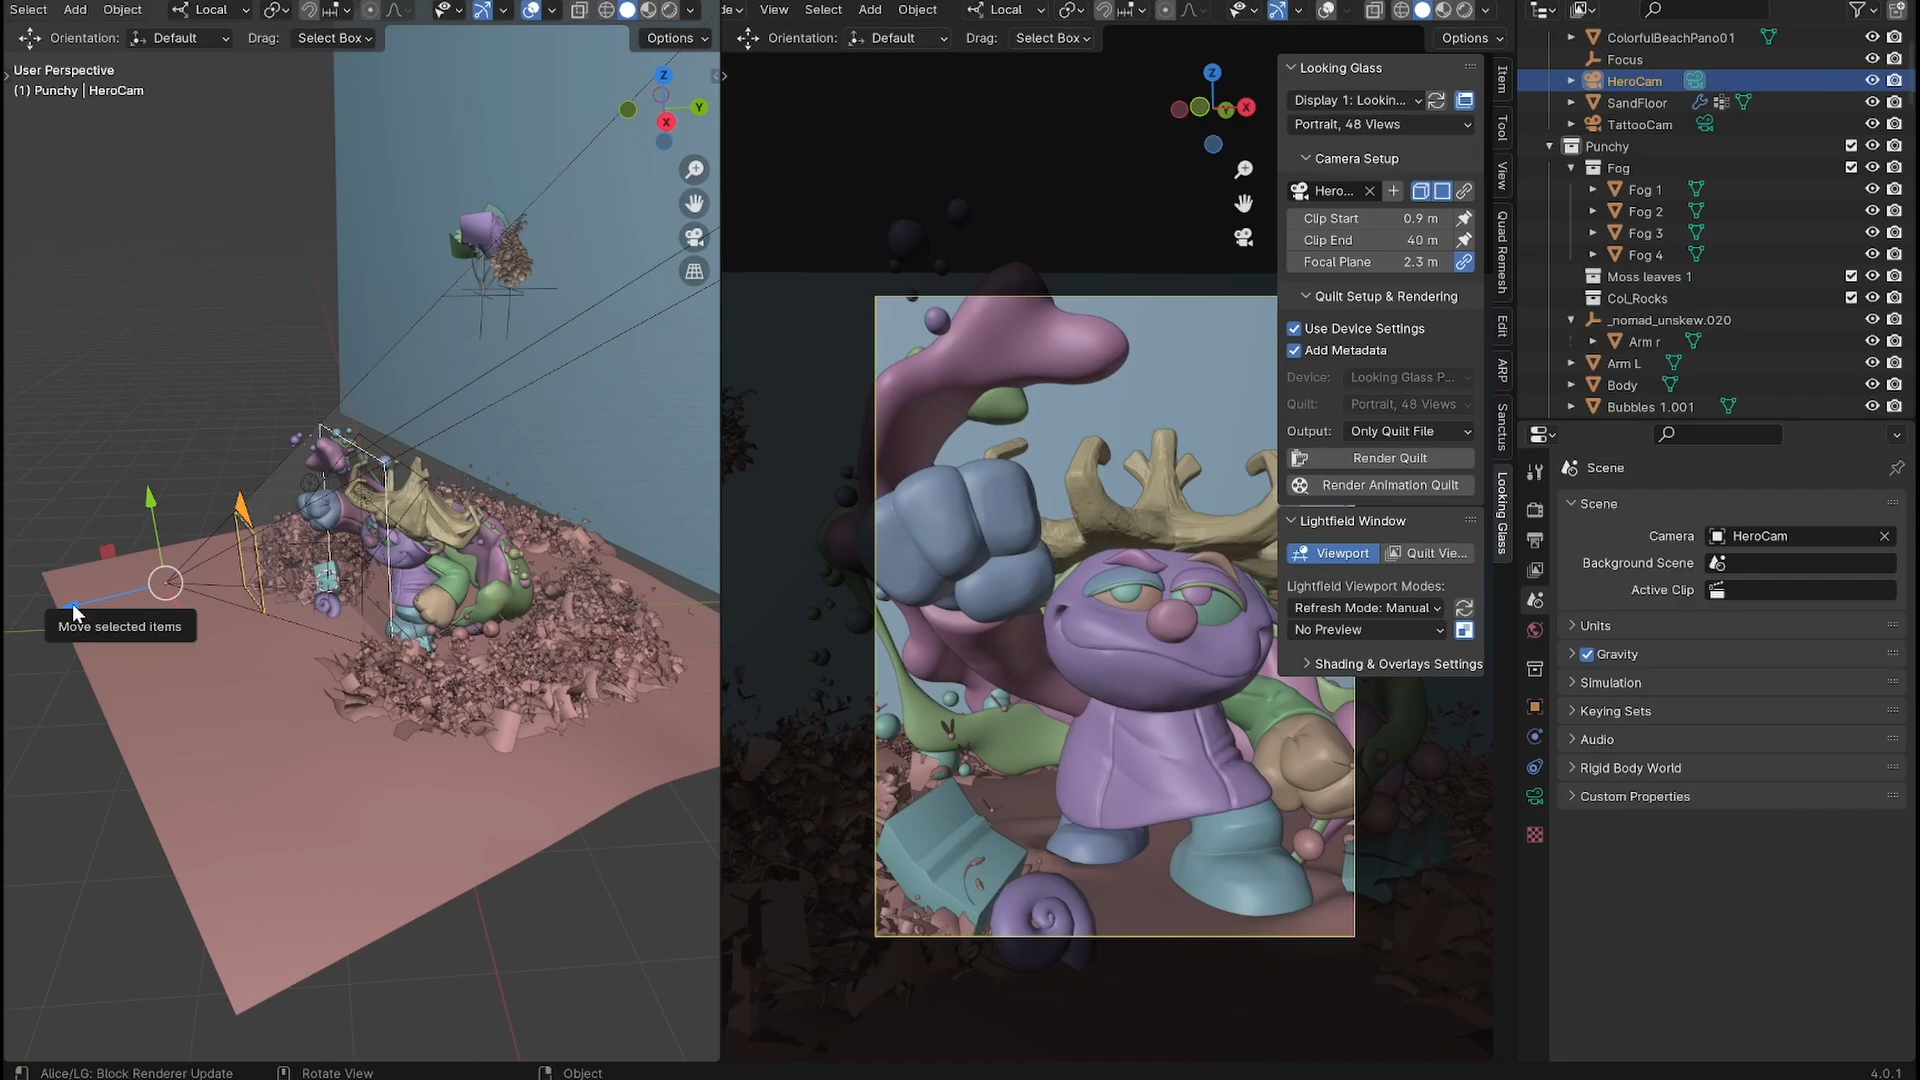 Select Add Object Local
Orientation: Default Drag: Select Box Options
User Perspective
(1) Punchy | HeroCam
Z
Y
X
Move selected items
View Select Add Object Local
Orientation: Default Drag: Select Box Options
Z
Y X
Looking Glass
Display 1: Lookin...
Portrait, 48 Views
Camera Setup
Hero...
Clip Start 0.9 m
Clip End 40 m
Focal Plane 2.3 m
Quilt Setup & Rendering
Use Device Settings
Add Metadata
Device: Looking Glass P...
Quilt: Portrait, 48 Views
Output: Only Quilt File
Render Quilt
Render Animation Quilt
Lightfield Window
Viewport Quilt Vie...
Lightfield Viewport Modes:
Refresh Mode: Manual
No Preview
Shading & Overlays Settings
Item
Tool
View
Quad Remesh
Edit
ARP
Sanctus
Looking Glass
ColorfulBeachPano01
Focus
HeroCam
SandFloor
TattooCam
Punchy
Fog
Fog 1
Fog 2
Fog 3
Fog 4
Moss leaves 1
Col_Rocks
_nomad_unskew.020
Arm r
Arm L
Body
Bubbles 1.001
Scene
Scene
Camera HeroCam
Background Scene
Active Clip
Units
Gravity
Simulation
Keying Sets
Audio
Rigid Body World
Custom Properties
Alice/LG: Block Renderer Update Rotate View Object 4.0.1